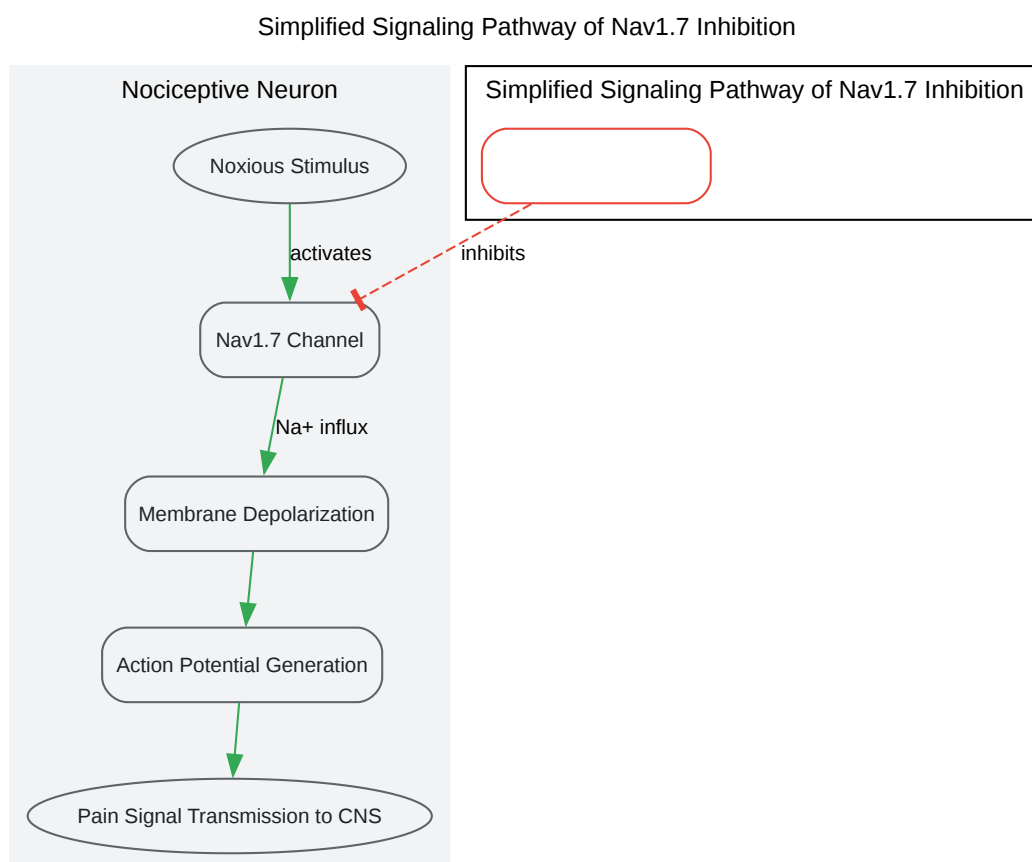 Simplified Signaling Pathway of Nav1.7 Inhibition
Nociceptive Neuron
Simplified Signaling Pathway of Nav1.7 Inhibition
Noxious Stimulus
activates
inhibits
Nav1.7 Channel
Na+ influx
Membrane Depolarization
Action Potential Generation
Pain Signal Transmission to CNS